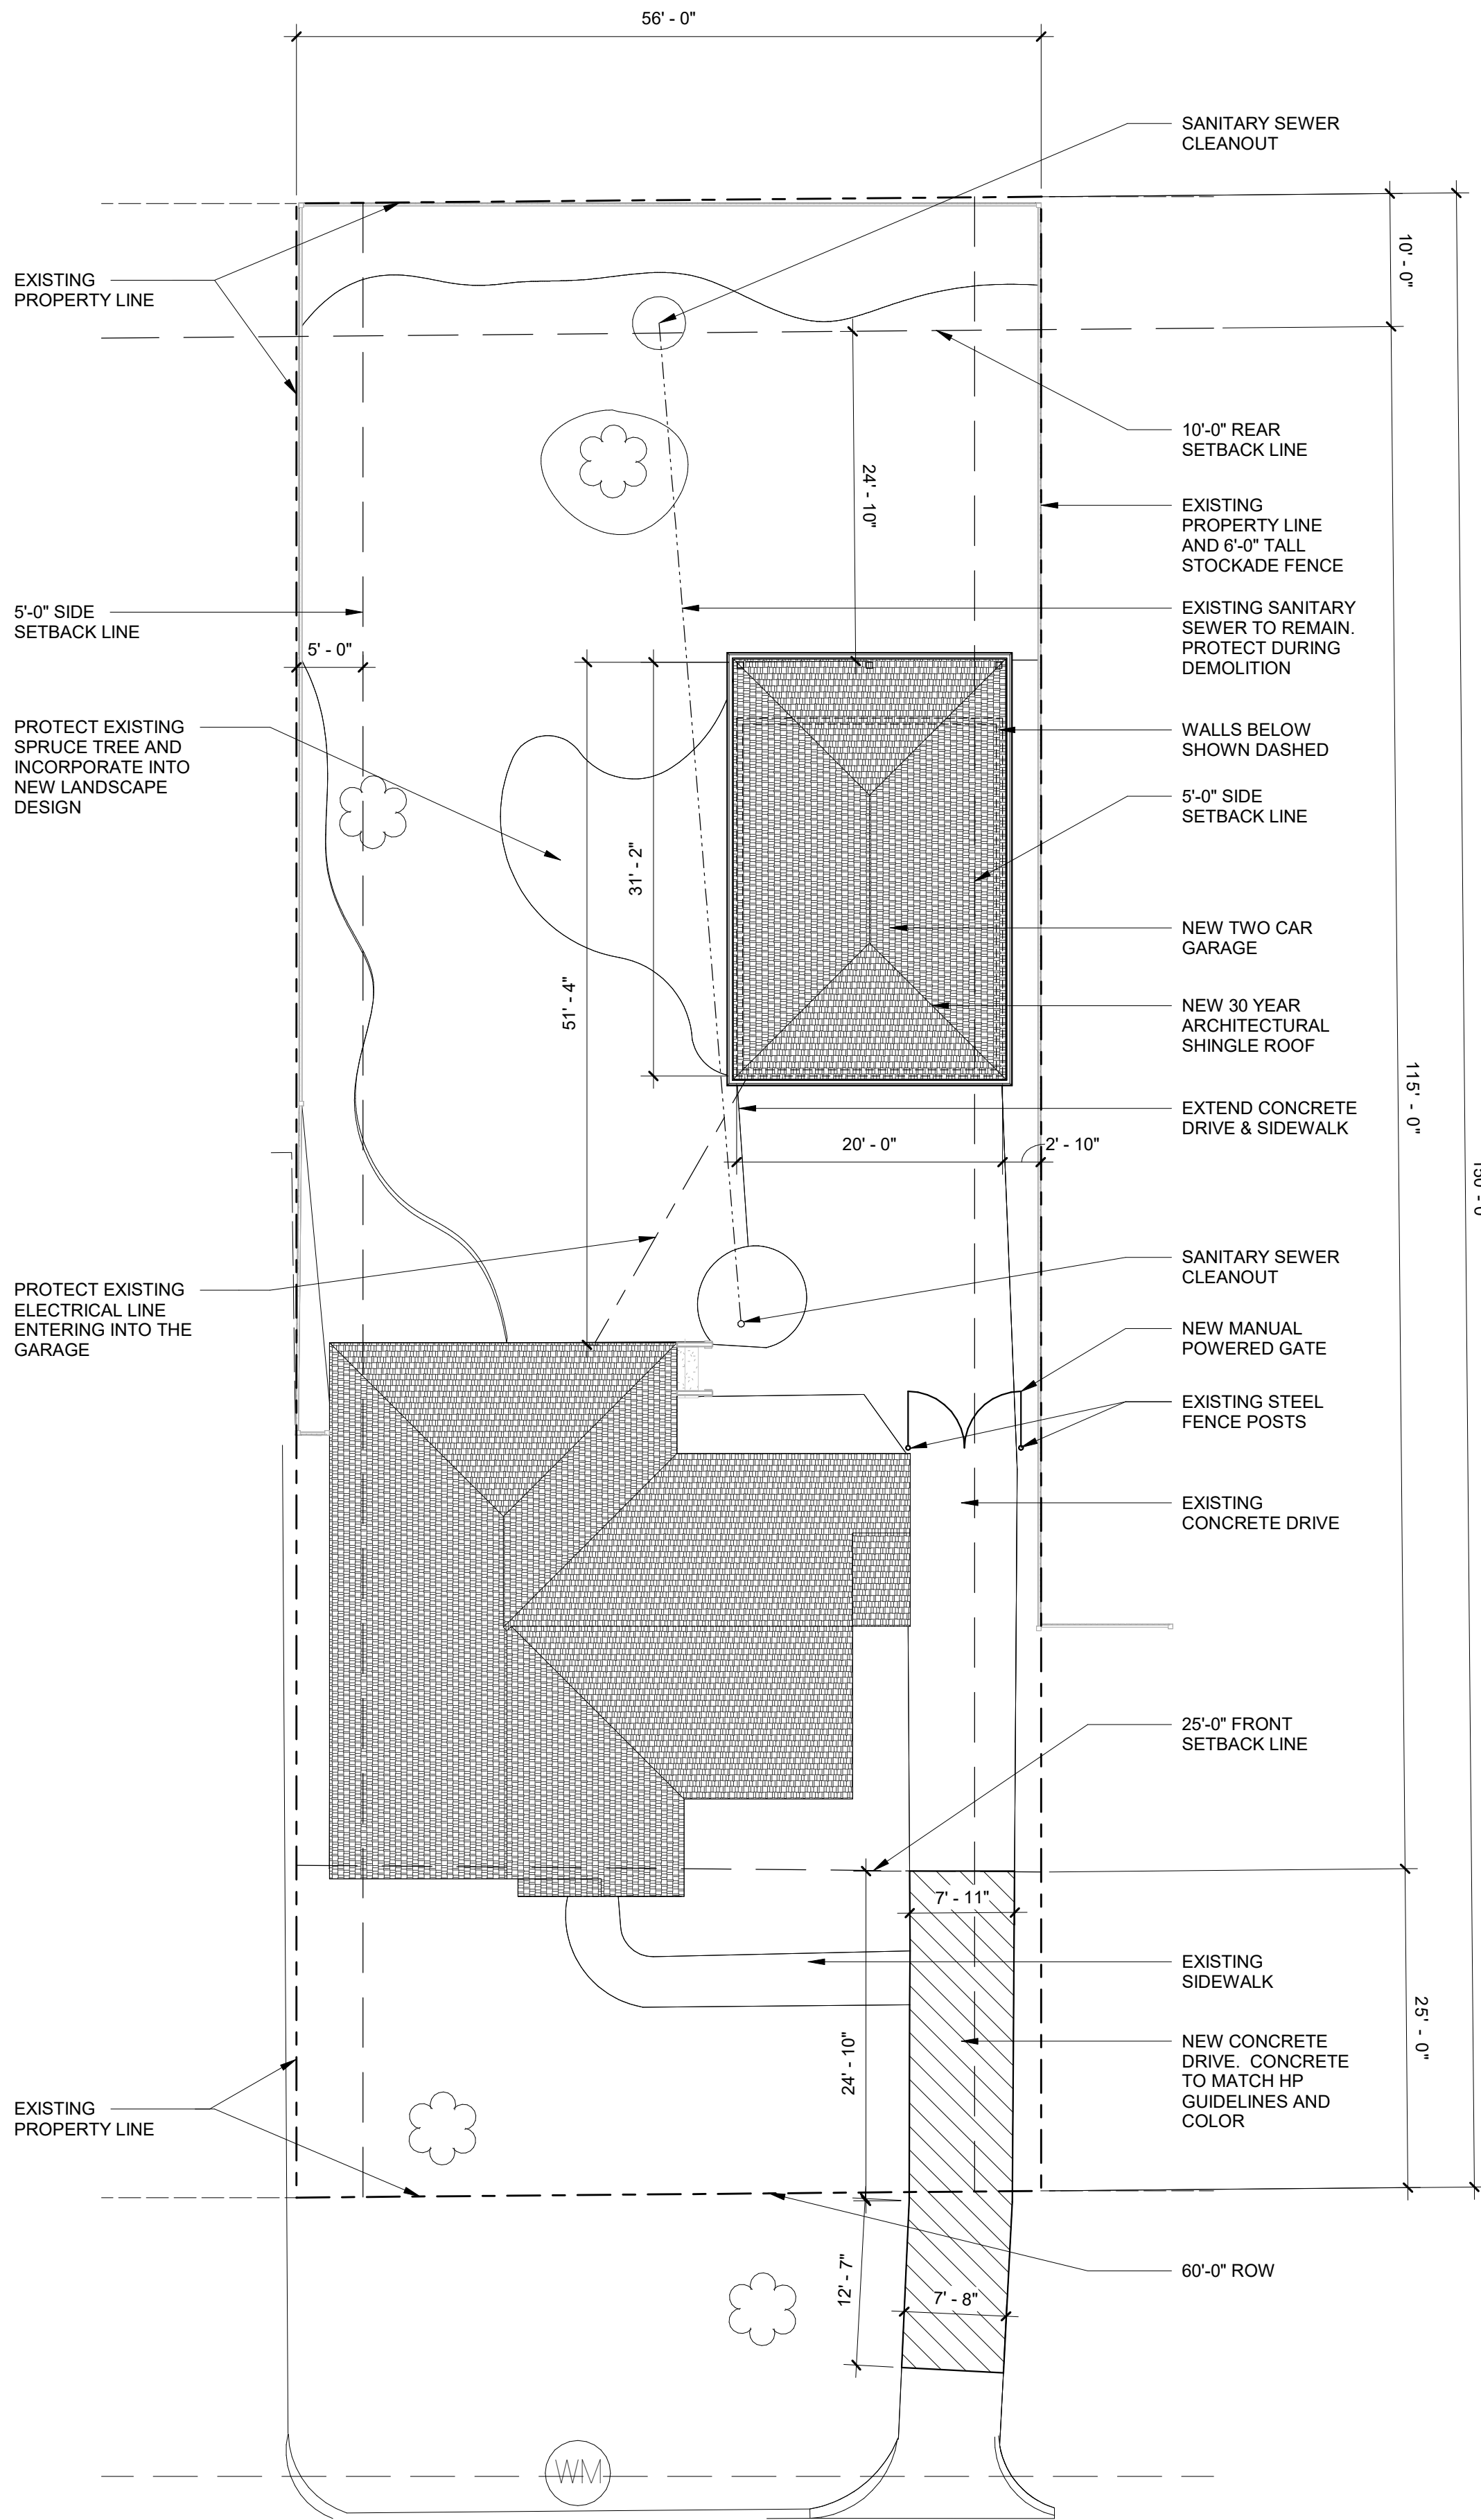 56' - 0"
SANITARY SEWER
CLEANOUT
10' - 0"
EXISTING
PROPERTY LINE
10'-0" REAR
SETBACK LINE
24' - 10"
EXISTING
PROPERTY LINE
AND 6'-0" TALL
STOCKADE FENCE
5'-0" SIDE
SETBACK LINE
5' - 0"
EXISTING SANITARY
SEWER TO REMAIN.
PROTECT DURING
DEMOLITION
PROTECT EXISTING
SPRUCE TREE AND
INCORPORATE INTO
NEW LANDSCAPE
DESIGN
WALLS BELOW
SHOWN DASHED
5'-0" SIDE
SETBACK LINE
31' - 2"
NEW TWO CAR
GARAGE
51' - 4"
NEW 30 YEAR
ARCHITECTURAL
SHINGLE ROOF
115' - 0"
EXTEND CONCRETE
DRIVE & SIDEWALK
20' - 0"
2' - 10"
150' - 0"
SANITARY SEWER
CLEANOUT
PROTECT EXISTING
ELECTRICAL LINE
ENTERING INTO THE
GARAGE
NEW MANUAL
POWERED GATE
EXISTING STEEL
FENCE POSTS
EXISTING
CONCRETE DRIVE
25'-0" FRONT
SETBACK LINE
7' - 11"
EXISTING
SIDEWALK
25' - 0"
24' - 10"
NEW CONCRETE
DRIVE. CONCRETE
TO MATCH HP
GUIDELINES AND
COLOR
EXISTING
PROPERTY LINE
60'-0" ROW
12' - 7"
7' - 8"
WM